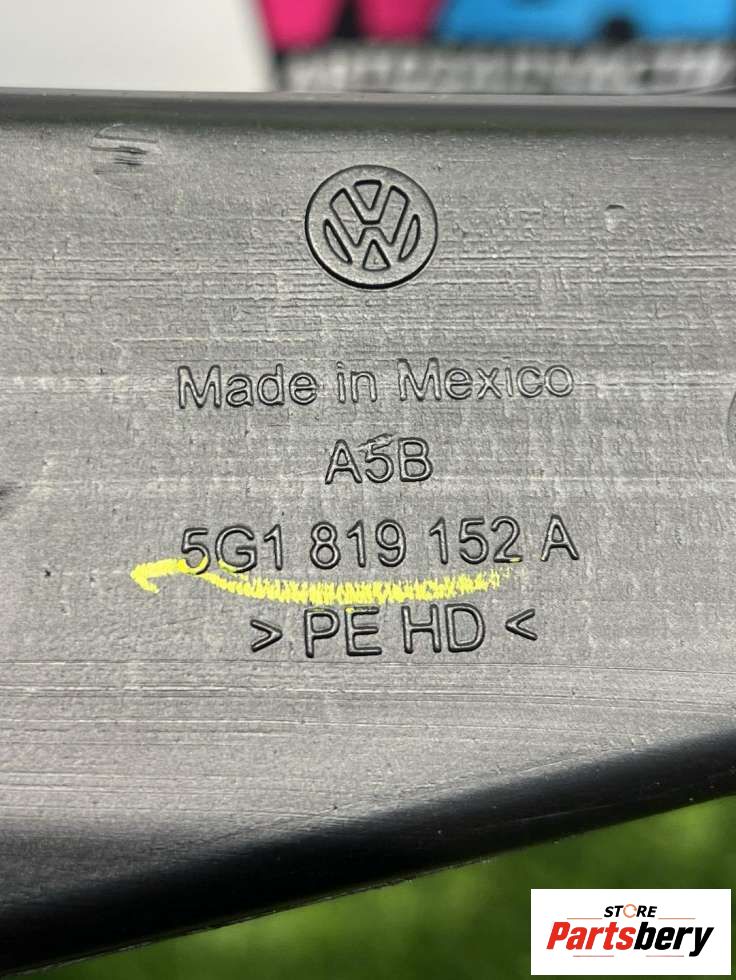 Made in Mexico
A5B
5G1 819 152 A
> PE HD <
STORE
Partsbery